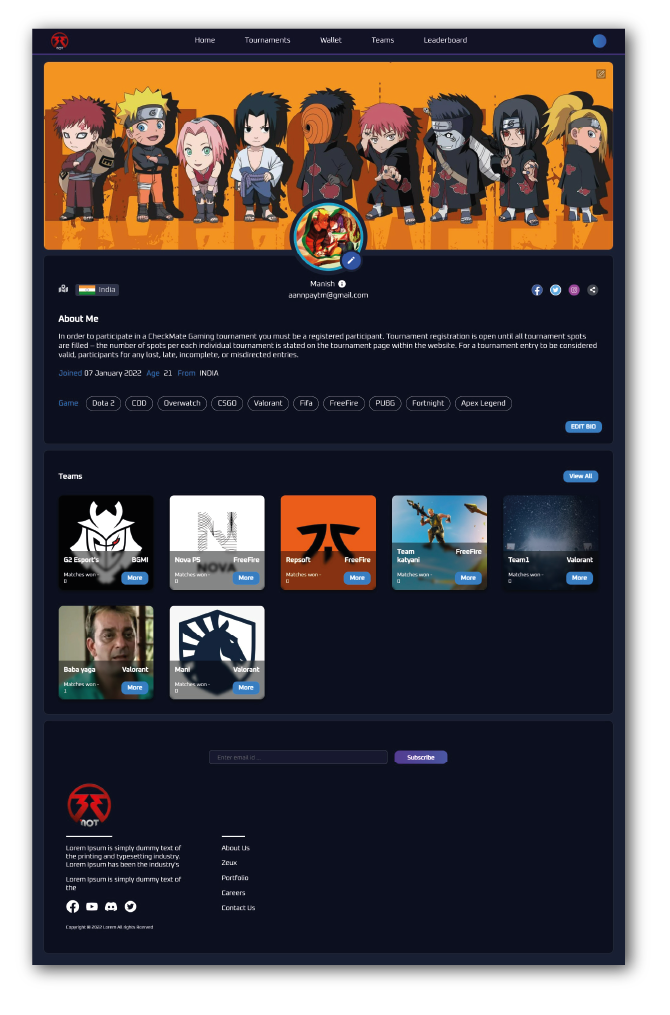 NOT
Home Tournaments Wallet Teams Leaderboard
India
Manish
aannpaytm@gmail.com
About Me
In order to participate in a CheckMate Gaming tournament you must be a registered participant. Tournament registration is open until all tournament spots
are filled – the number of spots per each individual tournament is stated on the tournament page within the website. For a tournament entry to be considered
valid, participants for any lost, late, incomplete, or misdirected entries.
Joined 07 January 2022 Age 21 From INDIA
Game Dota 2 COD Overwatch CSGO Valorant Fifa FreeFire PUBG Fortnight Apex Legend
EDIT BIO
Teams View All
G2 Esport's BGMI
Matches won -
0
More
Nova PS FreeFire
Matches won -
0
More
NOVA
Repsoft FreeFire
Matches won -
0
More
Team
katyani
FreeFire
Matches won -
0
More
Team1 Valorant
Matches won -
0
More
Baba yaga Valorant
Matches won -
1
More
Mani Valorant
Matches won -
0
More
Enter email id... Subscribe
NOT
Lorem Ipsum is simply dummy text of
the printing and typesetting industry.
Lorem Ipsum has been the industry's
Lorem Ipsum is simply dummy text of
the
About Us
Zeux
Portfolio
Careers
Contact Us
Copyright @ 2022 Lorem All rights Reserved